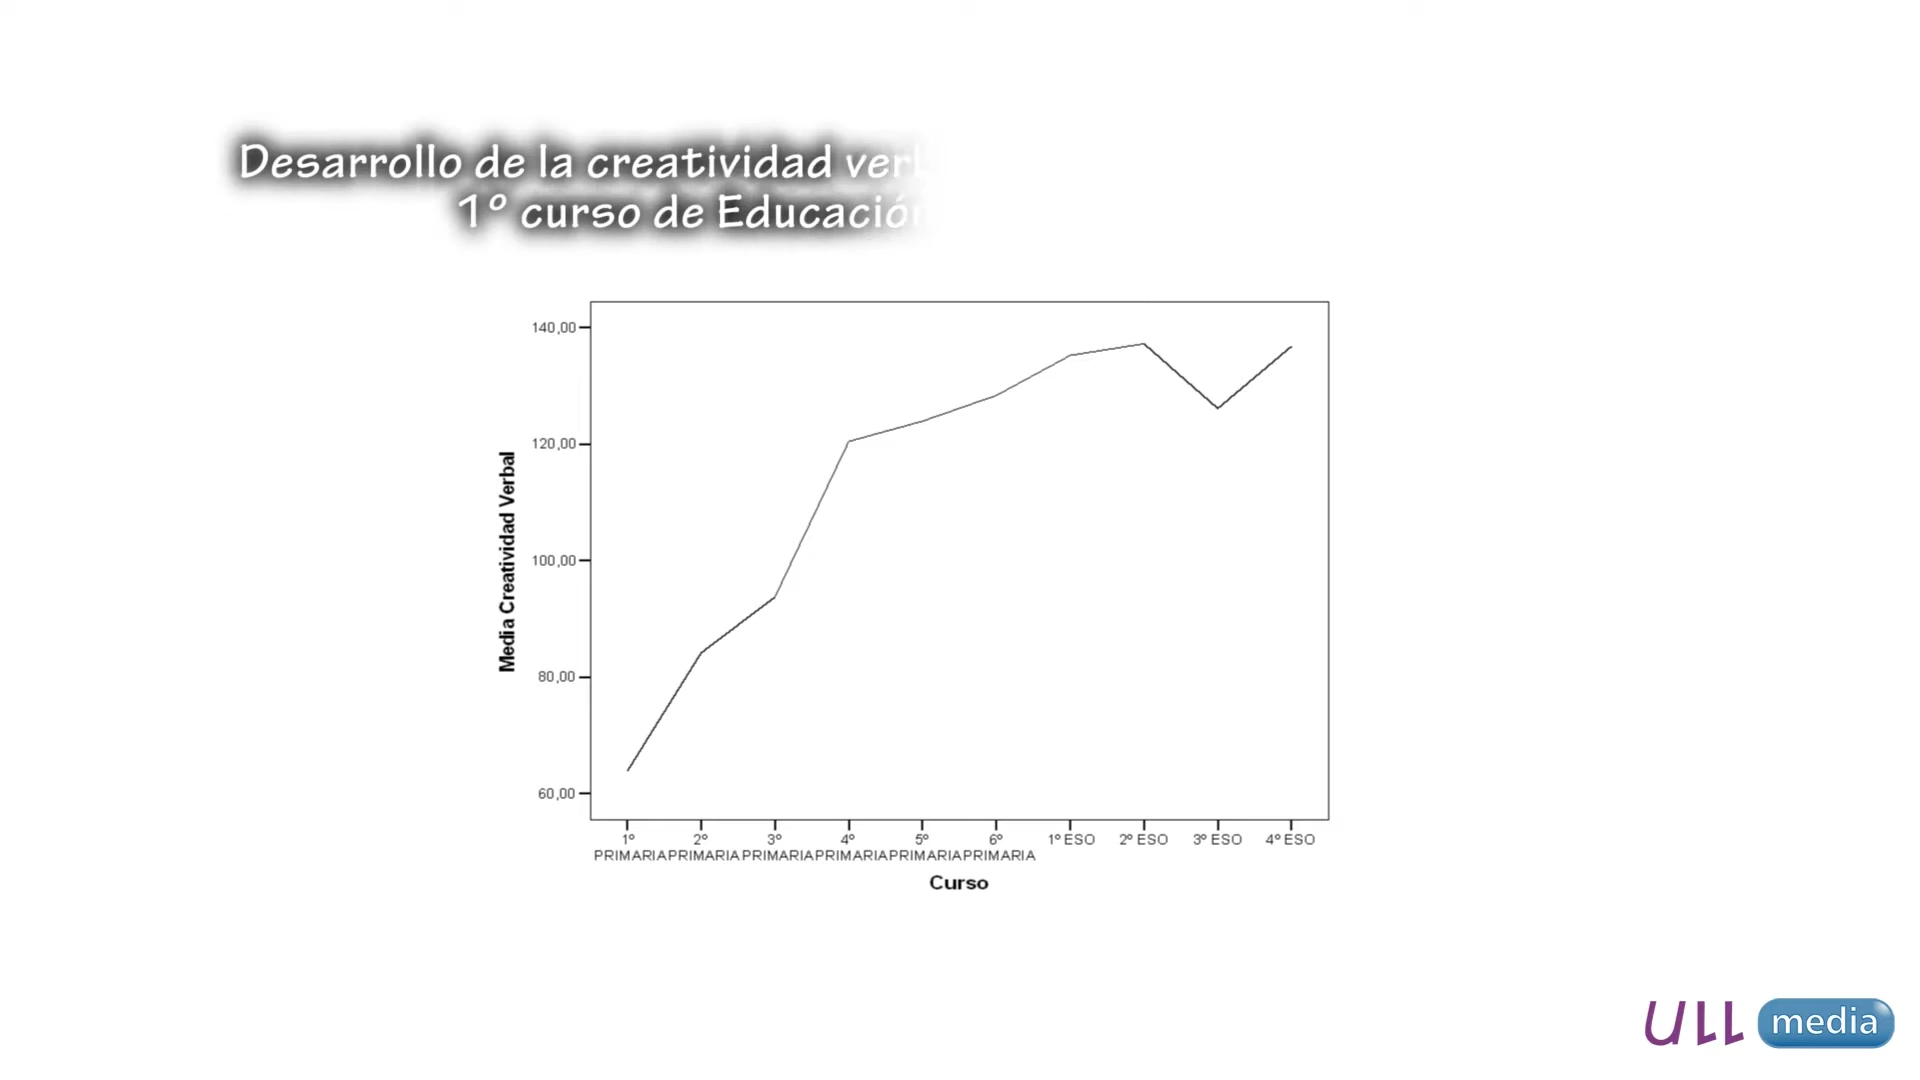 Desarrollo de la creatividad
1º curso de Educación
140,00
120,00
100,00
80,00
60,00
Media Creatividad Verbal
1º 2º 3º 4º 5º 6º 1º ESO 2º ESO 3º ESO 4º ESO
PRIMARIA PRIMARIA PRIMARIA PRIMARIA PRIMARIA PRIMARIA
Curso
ULL media